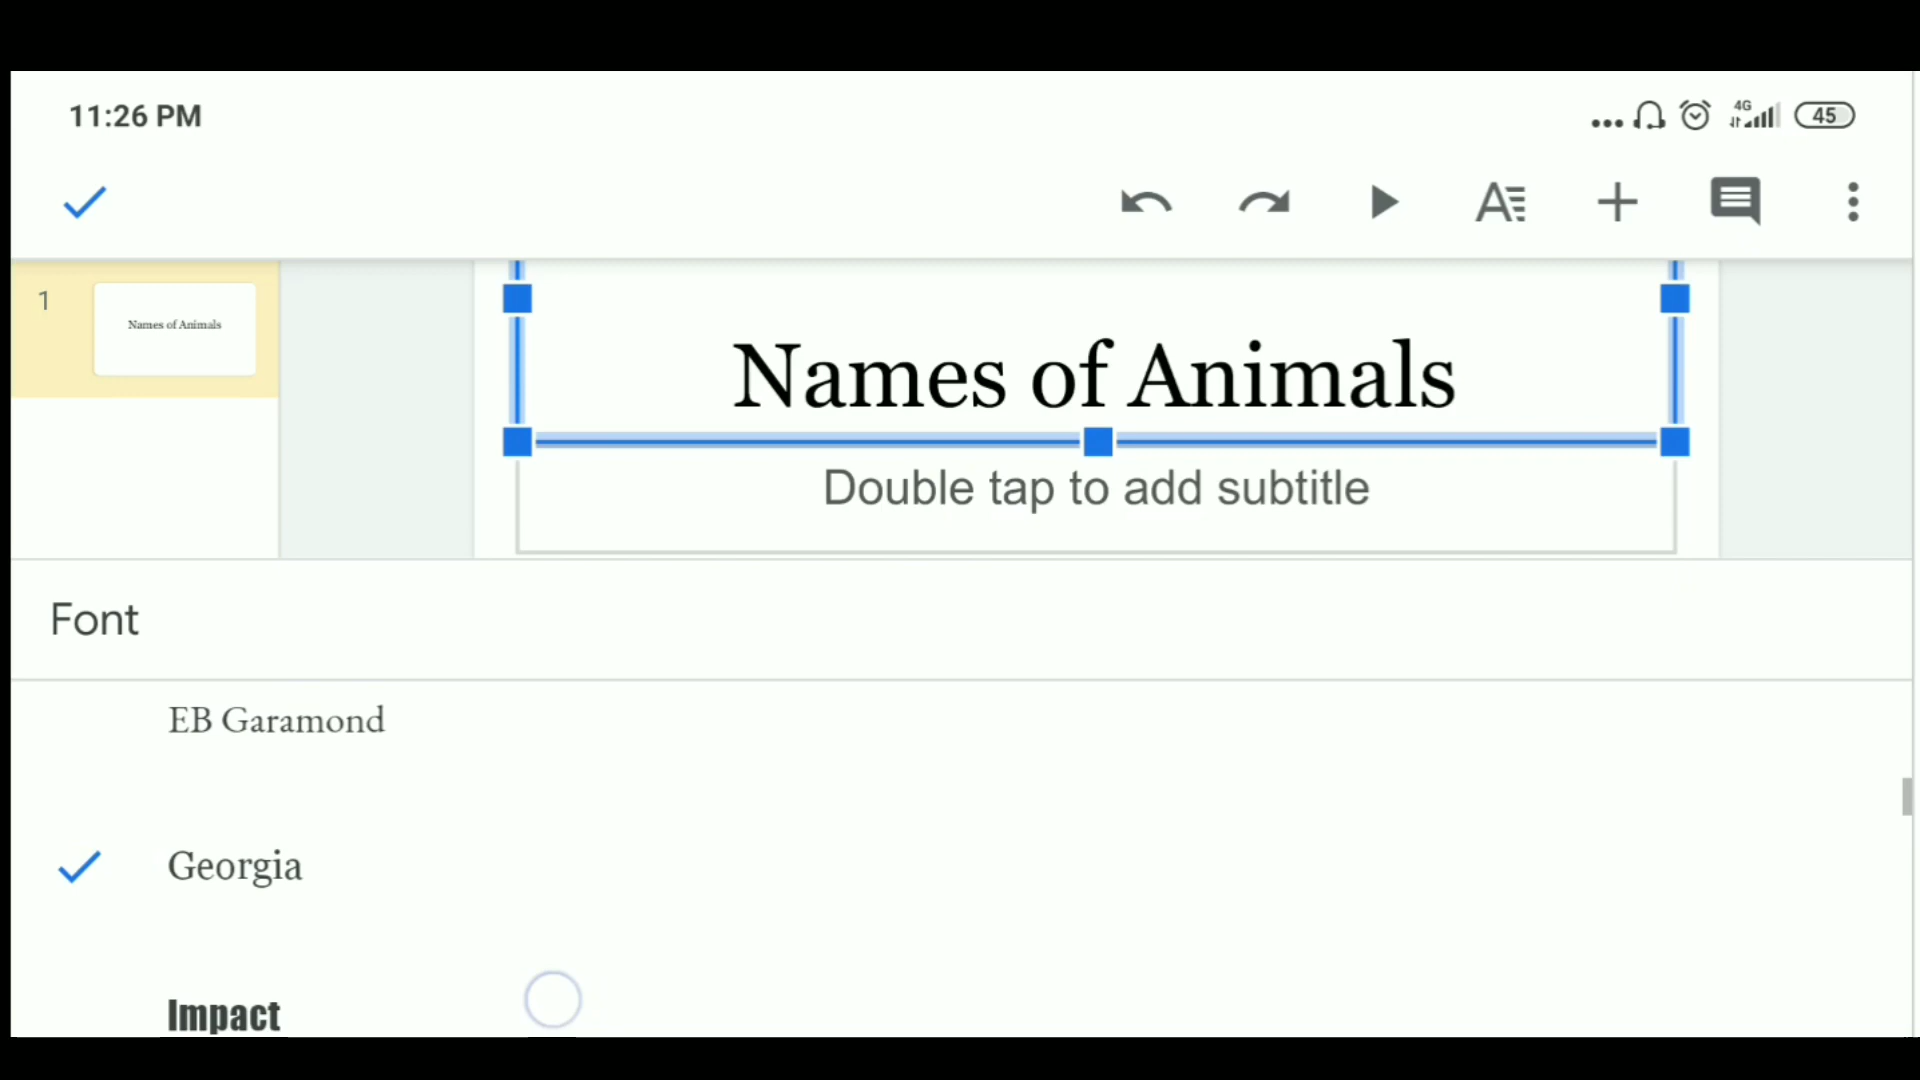 11:26 PM
4G
45
1
Names of Animals
Names of Animals
Double tap to add subtitle
Font
EB Garamond
Georgia
Impact